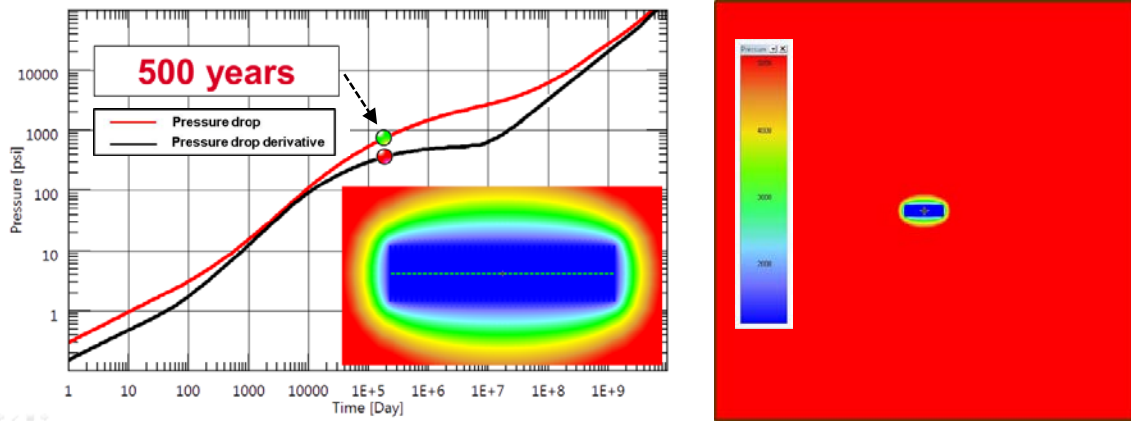 500 years
Pressure drop
Pressure drop derivative
Pressure [psi]
10000
1000
100
10
1
1
10
100
1000
10000
1E+5
1E+6
1E+7
1E+8
1E+9
Time [Day]
Pressure
5000
4000
3000
2000